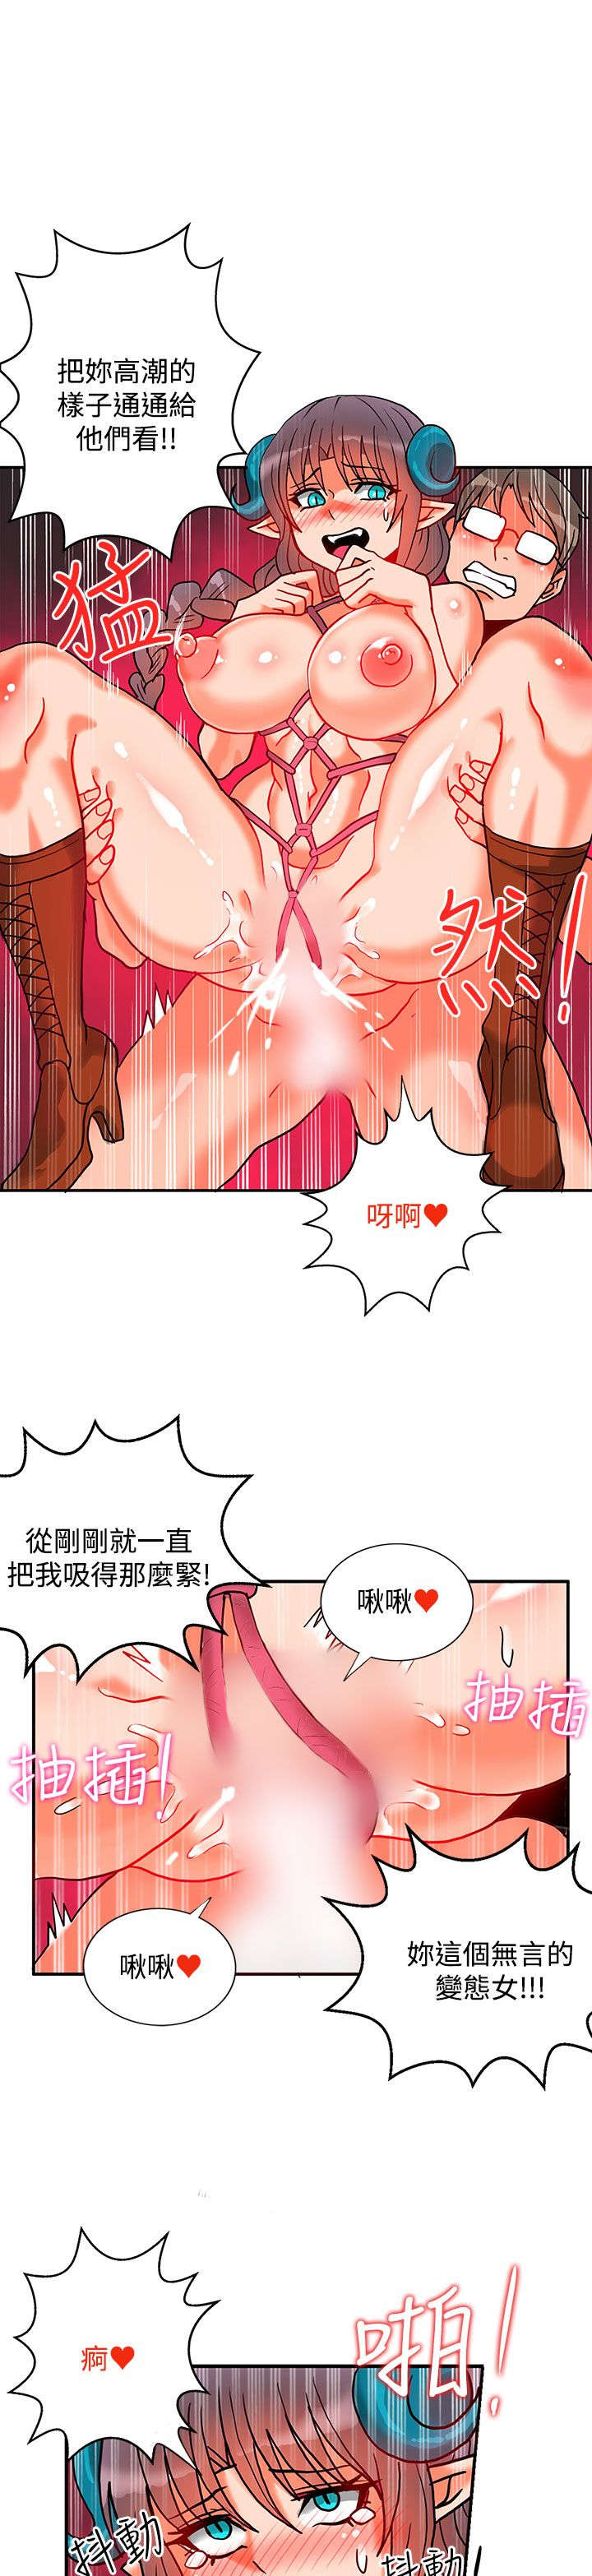 把妳高潮的
樣子通通給
他們看!!
猛
然!
呀啊♥
從剛剛就一直
把我吸得那麼緊!
啾啾♥
抽插
抽插!
啾啾♥
妳這個無言的
變態女!!!
啪!
痾♥
抖動
抖動!